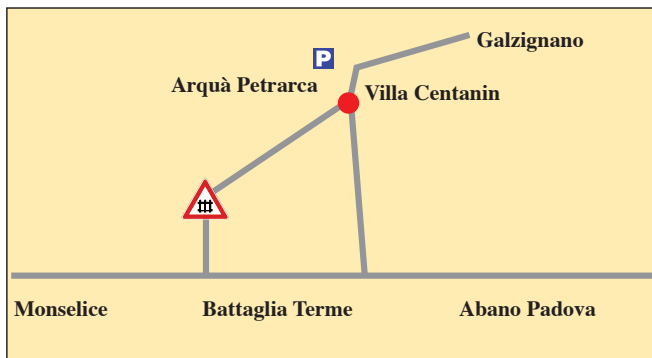 Galzignano
P
Arquà Petrarca
Villa Centanin
Monselice
Battaglia Terme
Abano Padova